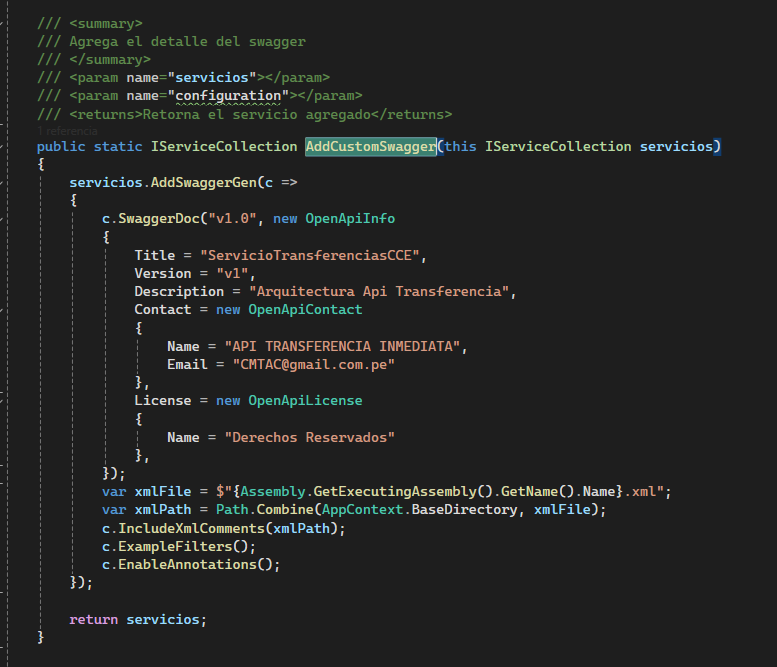 /// <summary>
/// Agrega el detalle del swagger
/// </summary>
/// <param name="servicios"></param>
/// <param name="configuration"></param>
/// <returns>Retorna el servicio agregado</returns>
1 referencia
public static IServiceCollection AddCustomSwagger(this IServiceCollection servicios)
{
    servicios.AddSwaggerGen(c =>
    {
        c.SwaggerDoc("v1.0", new OpenApiInfo
        {
            Title = "ServicioTransferenciasCCE",
            Version = "v1",
            Description = "Arquitectura Api Transferencia",
            Contact = new OpenApiContact
            {
                Name = "API TRANSFERENCIA INMEDIATA",
                Email = "CMTAC@gmail.com.pe"
            },
            License = new OpenApiLicense
            {
                Name = "Derechos Reservados"
            },
        });
        var xmlFile = $"{Assembly.GetExecutingAssembly().GetName().Name}.xml";
        var xmlPath = Path.Combine(AppContext.BaseDirectory, xmlFile);
        c.IncludeXmlComments(xmlPath);
        c.ExampleFilters();
        c.EnableAnnotations();
    });

    return servicios;
}